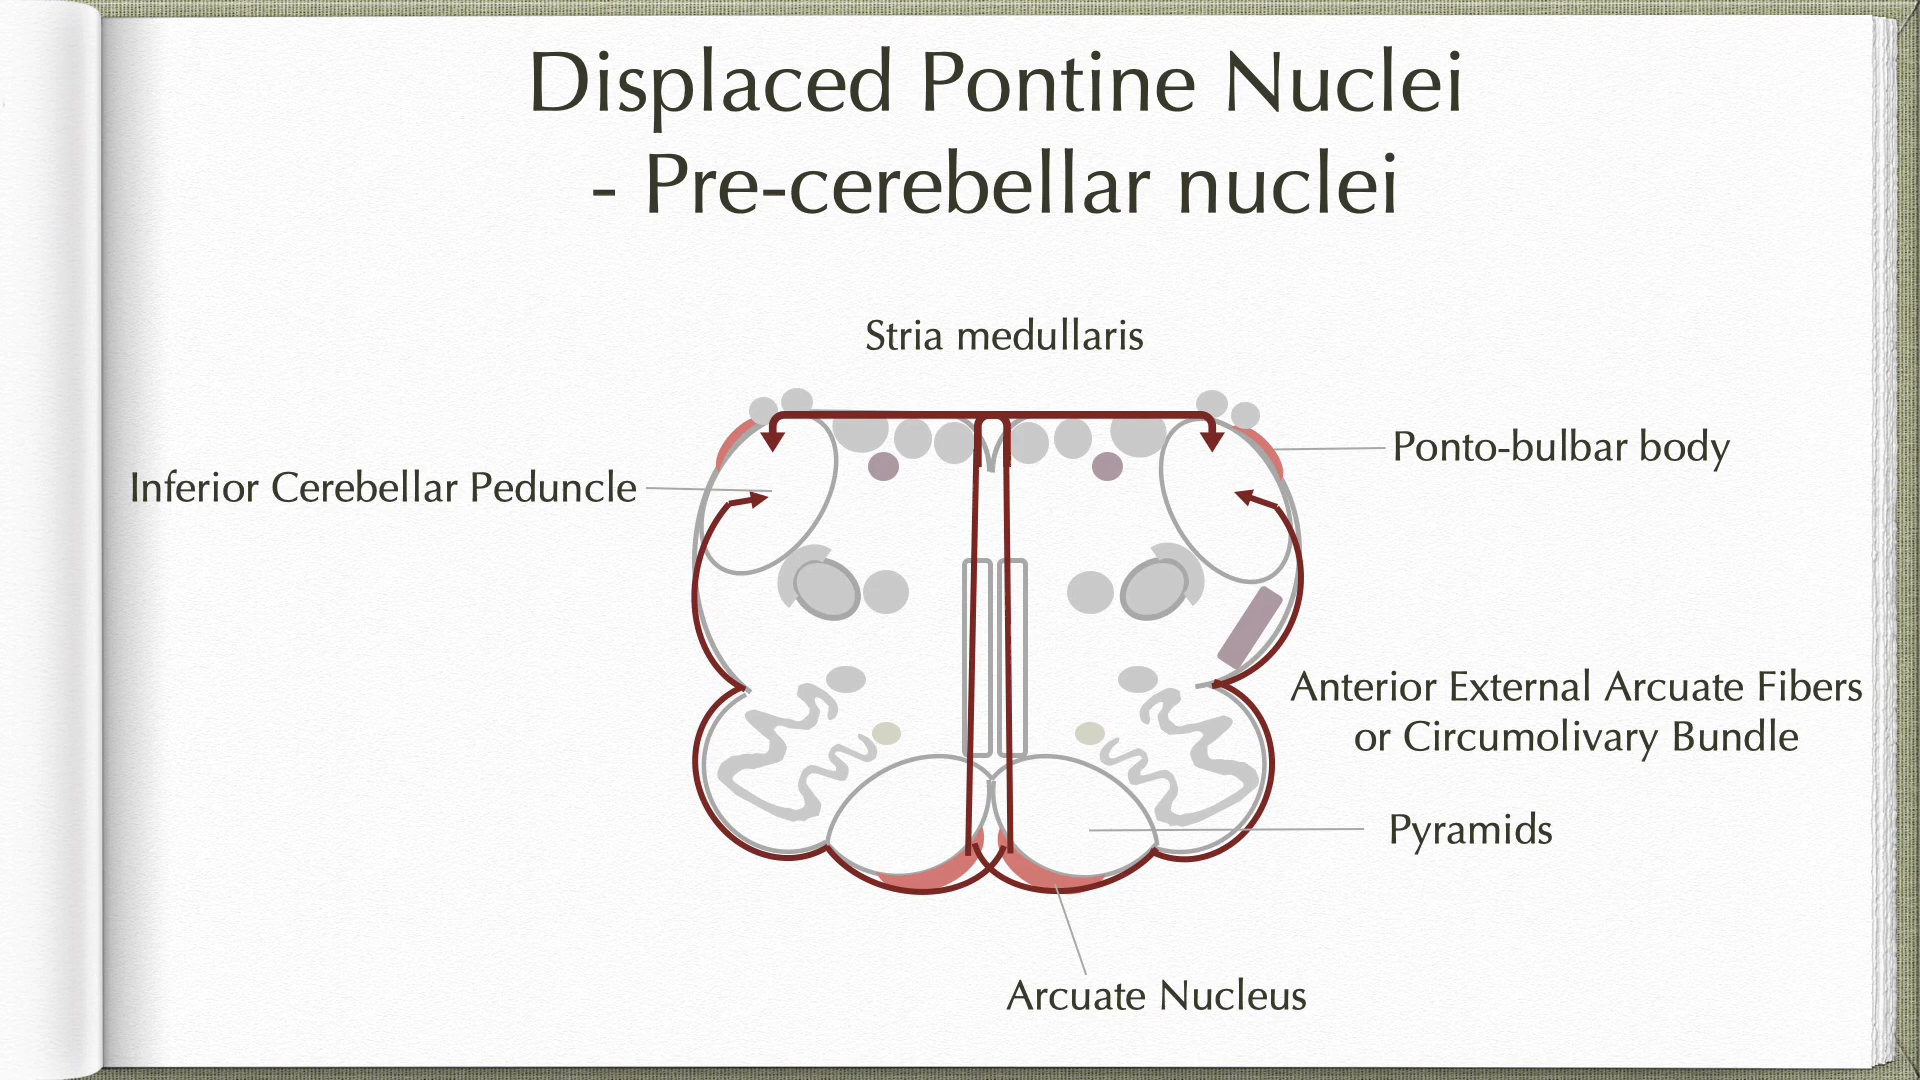 Displaced Pontine Nuclei
- Pre-cerebellar nuclei
Stria medullaris
Ponto-bulbar body
Inferior Cerebellar Peduncle
Anterior External Arcuate Fibers
or Circumolivary Bundle
Pyramids
Arcuate Nucleus